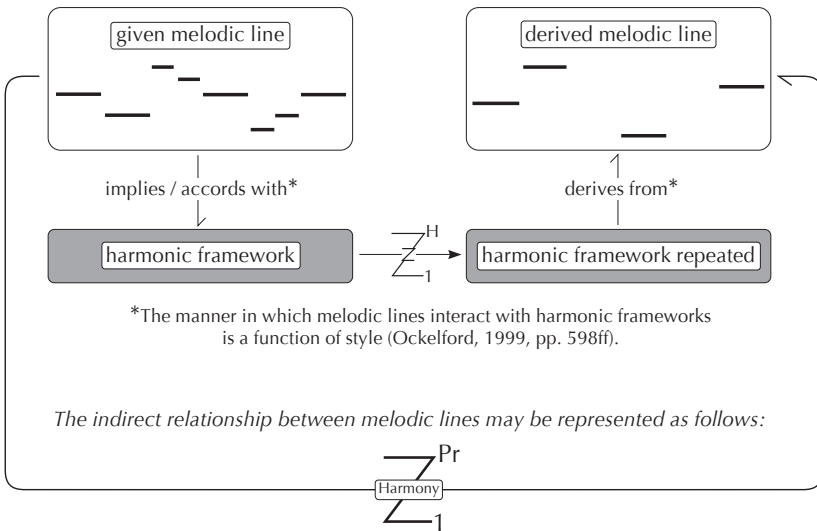 given melodic line
derived melodic line
implies / accords with*
derives from*
harmonic framework
H
1
harmonic framework repeated
*The manner in which melodic lines interact with harmonic frameworks
is a function of style (Ockelford, 1999, pp. 598ff).
The indirect relationship between melodic lines may be represented as follows:
Pr
Harmony
1